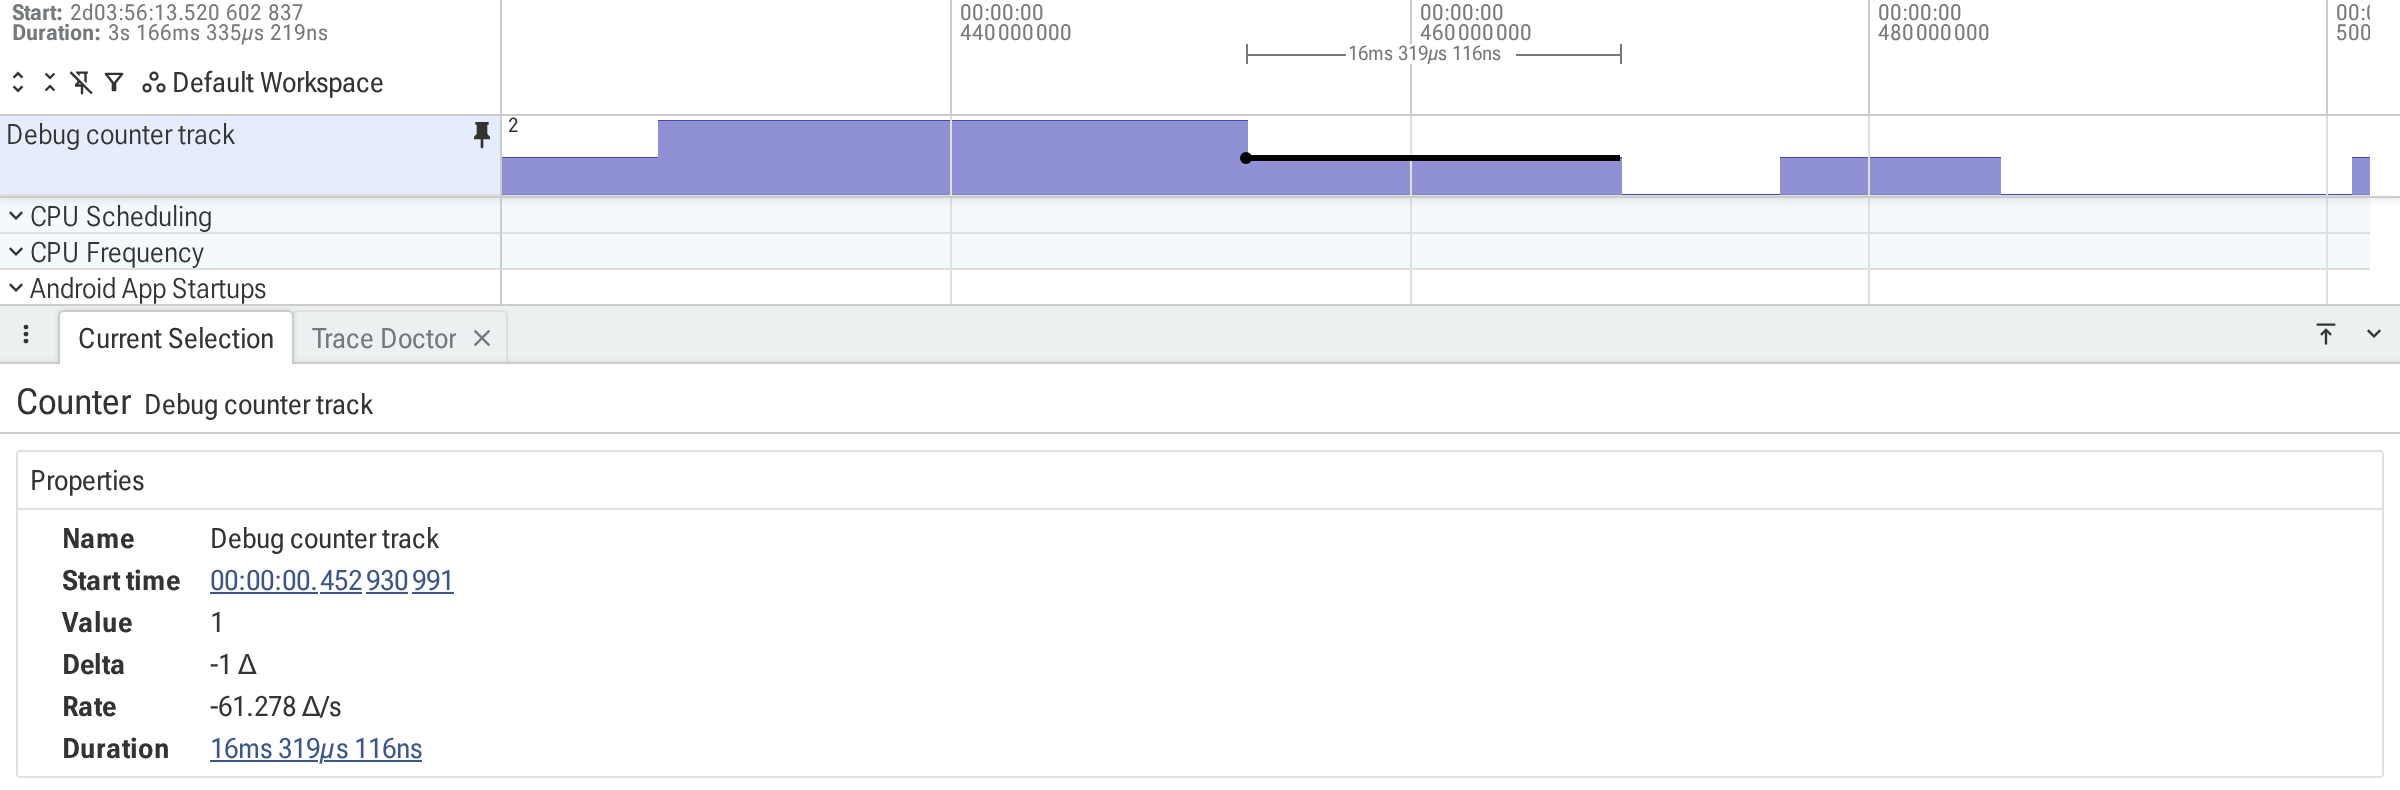 Start: 2d03:56:13.520 602 837
Duration: 3s 166ms 335µs 219ns
00:00:00
440 000 000
00:00:00
460 000 000
00:00:00
480 000 000
00:0
500
16ms 319µs 116ns
Default Workspace
Debug counter track
2
CPU Scheduling
CPU Frequency
Android App Startups
Current Selection
Trace Doctor
Counter Debug counter track
Properties
Name Debug counter track
Start time 00:00:00.452 930 991
Value 1
Delta -1 Δ
Rate -61.278 Δ/s
Duration 16ms 319µs 116ns